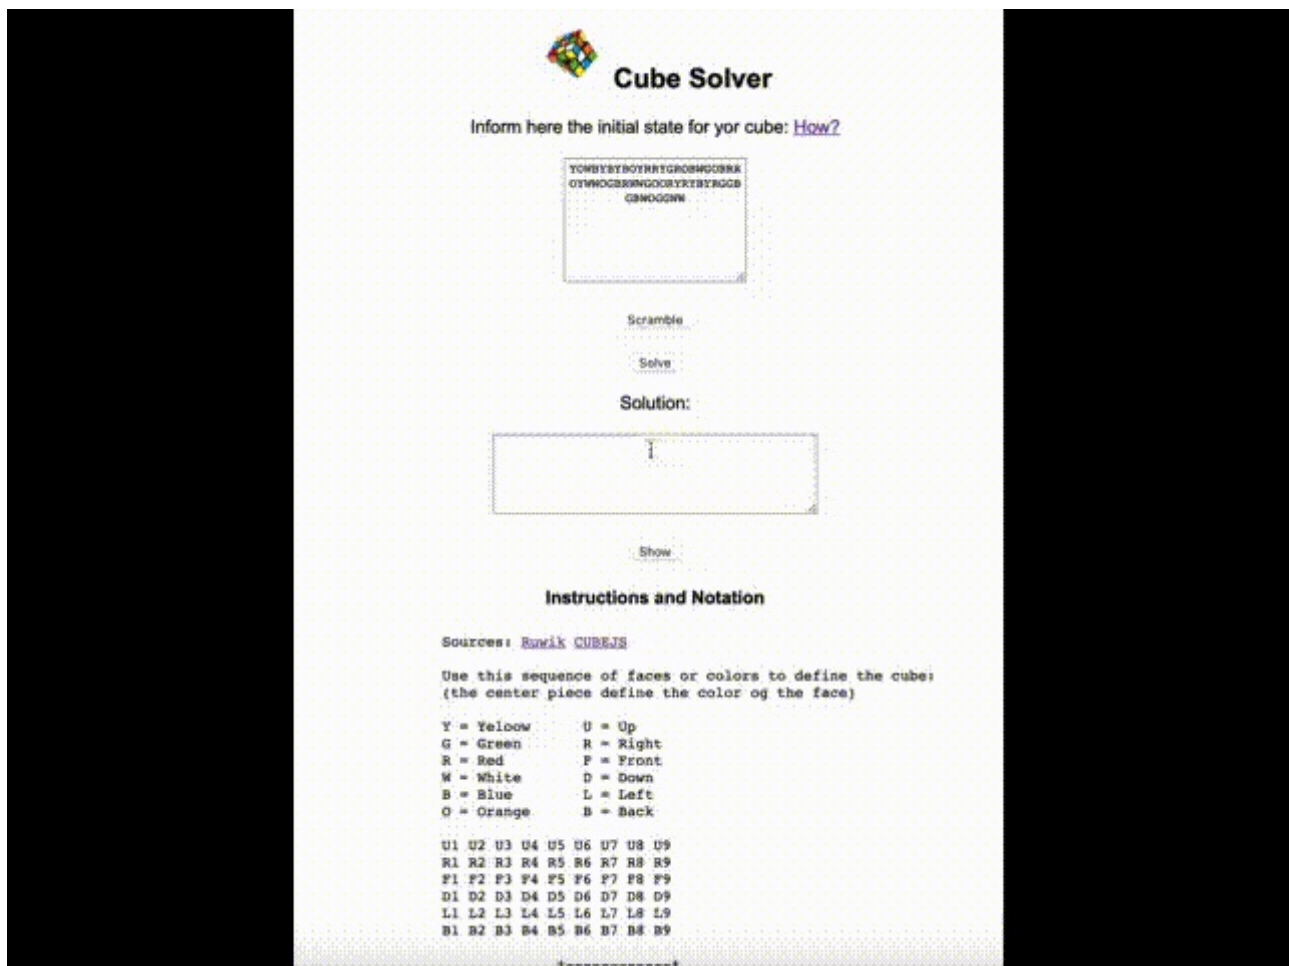 Cube Solver
Inform here the initial state for yor cube: How?
Scramble
Solve
Solution:
Show
Instructions and Notation
Sources: Ruwik CUBEJS
Use this sequence of faces or colors to define the cube:
(the center piece define the color og the face)
Y = Yeloow U = Up
G = Green R = Right
R = Red F = Front
W = White D = Down
B = Blue L = Left
O = Orange B = Back
U1 U2 U3 U4 U5 U6 U7 U8 U9
R1 R2 R3 R4 R5 R6 R7 R8 R9
F1 F2 F3 F4 F5 F6 F7 F8 F9
D1 D2 D3 D4 D5 D6 D7 D8 D9
L1 L2 L3 L4 L5 L6 L7 L8 L9
B1 B2 B3 B4 B5 B6 B7 B8 B9